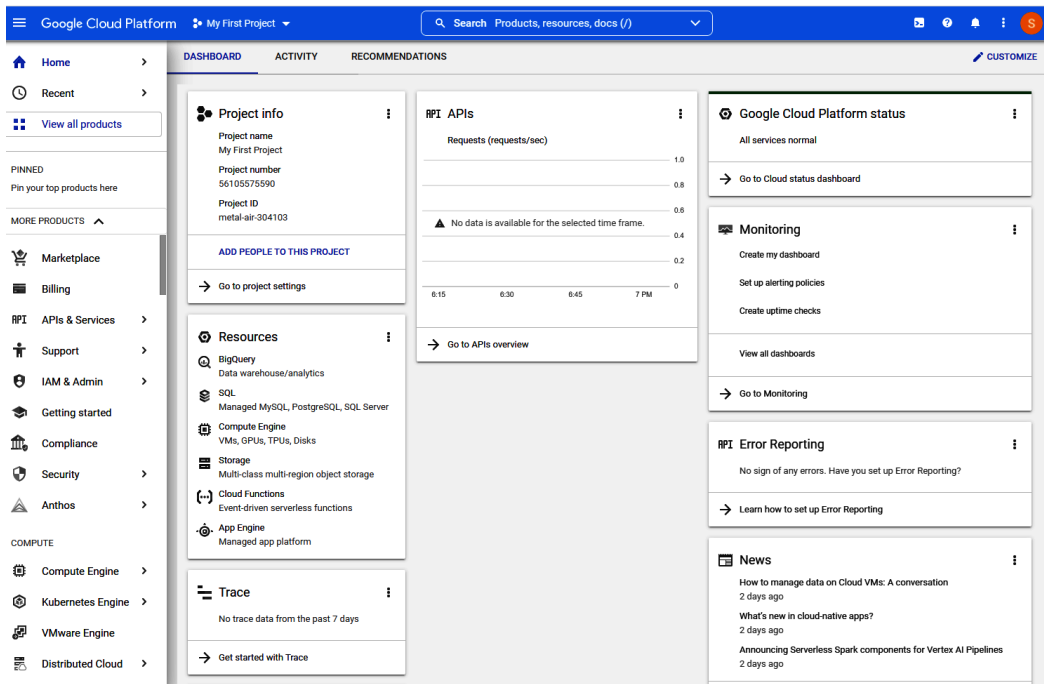 Google Cloud Platform
My First Project
Search Products, resources, docs (/)
S
Home
Recent
View all products
PINNED
Pin your top products here
MORE PRODUCTS
Marketplace
Billing
API APIs & Services
Support
IAM & Admin
Getting started
Compliance
Security
Anthos
COMPUTE
Compute Engine
Kubernetes Engine
VMware Engine
Distributed Cloud
DASHBOARD
ACTIVITY
RECOMMENDATIONS
CUSTOMIZE
Project info
Project name
My First Project
Project number
56105575590
Project ID
metal-air-304103
ADD PEOPLE TO THIS PROJECT
Go to project settings
Resources
BigQuery
Data warehouse/analytics
SQL
Managed MySQL, PostgreSQL, SQL Server
Compute Engine
VMs, GPUs, TPUs, Disks
Storage
Multi-class multi-region object storage
Cloud Functions
Event-driven serverless functions
App Engine
Managed app platform
Trace
No trace data from the past 7 days
Get started with Trace
API APIs
Requests (requests/sec)
1.0
0.8
0.6
No data is available for the selected time frame.
0.4
0.2
0
6:15 6:30 6:45 7 PM
Go to APIs overview
Google Cloud Platform status
All services normal
Go to Cloud status dashboard
Monitoring
Create my dashboard
Set up alerting policies
Create uptime checks
View all dashboards
Go to Monitoring
API Error Reporting
No sign of any errors. Have you set up Error Reporting?
Learn how to set up Error Reporting
News
How to manage data on Cloud VMs: A conversation
2 days ago
What's new in cloud-native apps?
2 days ago
Announcing Serverless Spark components for Vertex AI Pipelines
2 days ago